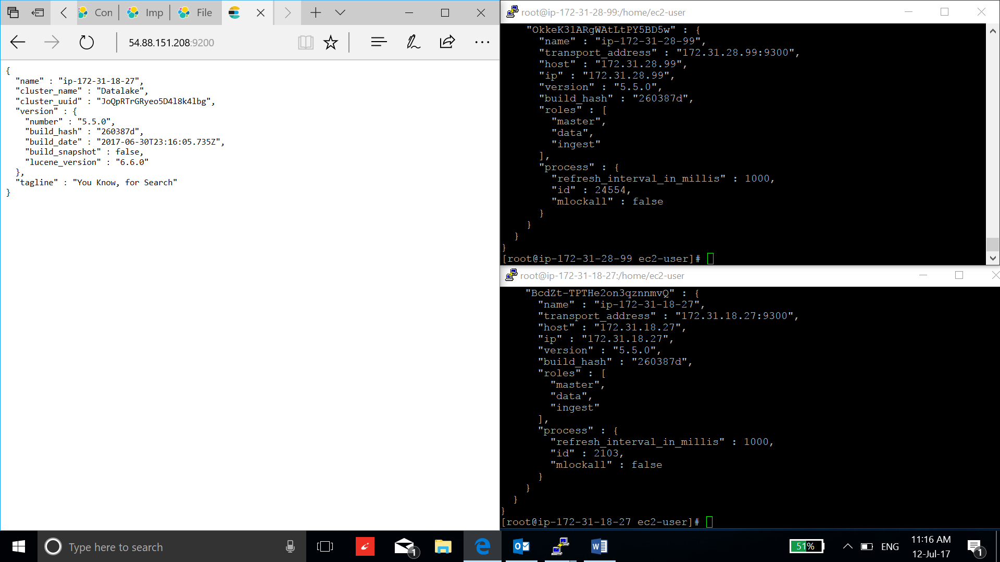 Con
Imp
File
54.88.151.208:9200
{
"name" : "ip-172-31-18-27",
"cluster_name" : "Datalake",
"cluster_uuid" : "JoQpRTrGRyeo5D4l8k4lbg",
"version" : {
"number" : "5.5.0",
"build_hash" : "260387d",
"build_date" : "2017-06-30T23:16:05.735Z",
"build_snapshot" : false,
"lucene_version" : "6.6.0"
},
"tagline" : "You Know, for Search"
}
root@ip-172-31-28-99:/home/ec2-user
"OkkeK31ARgWAtLtPY5BD5w" : {
"name" : "ip-172-31-28-99",
"transport_address" : "172.31.28.99:9300",
"host" : "172.31.28.99",
"ip" : "172.31.28.99",
"version" : "5.5.0",
"build_hash" : "260387d",
"roles" : [
"master",
"data",
"ingest"
],
"process" : {
"refresh_interval_in_millis" : 1000,
"id" : 24554,
"mlockall" : false
}
}
}
}
[root@ip-172-31-28-99 ec2-user]#
root@ip-172-31-18-27:/home/ec2-user
"BcdZt-TPTHe2on3qznnmvQ" : {
"name" : "ip-172-31-18-27",
"transport_address" : "172.31.18.27:9300",
"host" : "172.31.18.27",
"ip" : "172.31.18.27",
"version" : "5.5.0",
"build_hash" : "260387d",
"roles" : [
"master",
"data",
"ingest"
],
"process" : {
"refresh_interval_in_millis" : 1000,
"id" : 2103,
"mlockall" : false
}
}
}
}
[root@ip-172-31-18-27 ec2-user]#
Type here to search
1
51%
ENG
11:16 AM
12-Jul-17
1